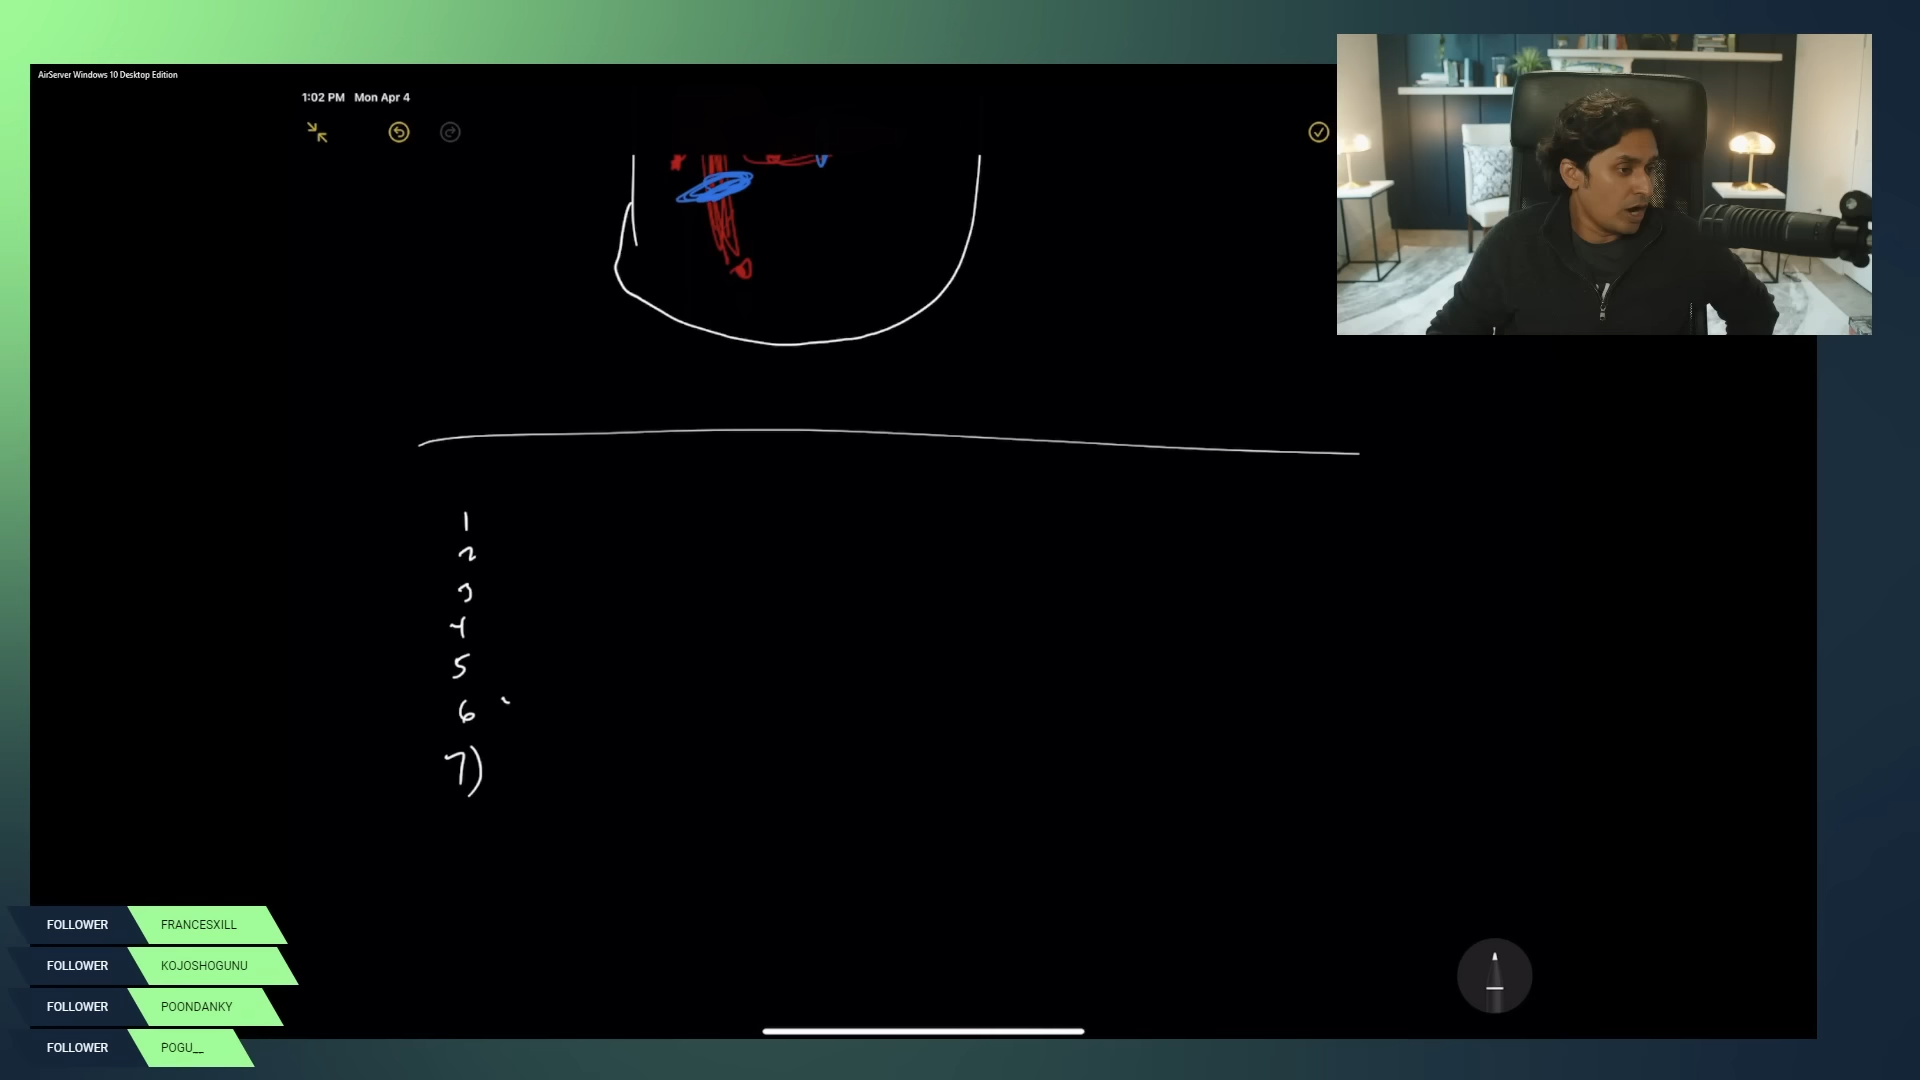 AirServer Windows 10 Desktop Edition
1:02 PM Mon Apr 4
1
2
3
4
5
6
7)
FOLLOWER FRANCESXILL
FOLLOWER KOJOSHOGUNU
FOLLOWER POONDANKY
FOLLOWER POGU__